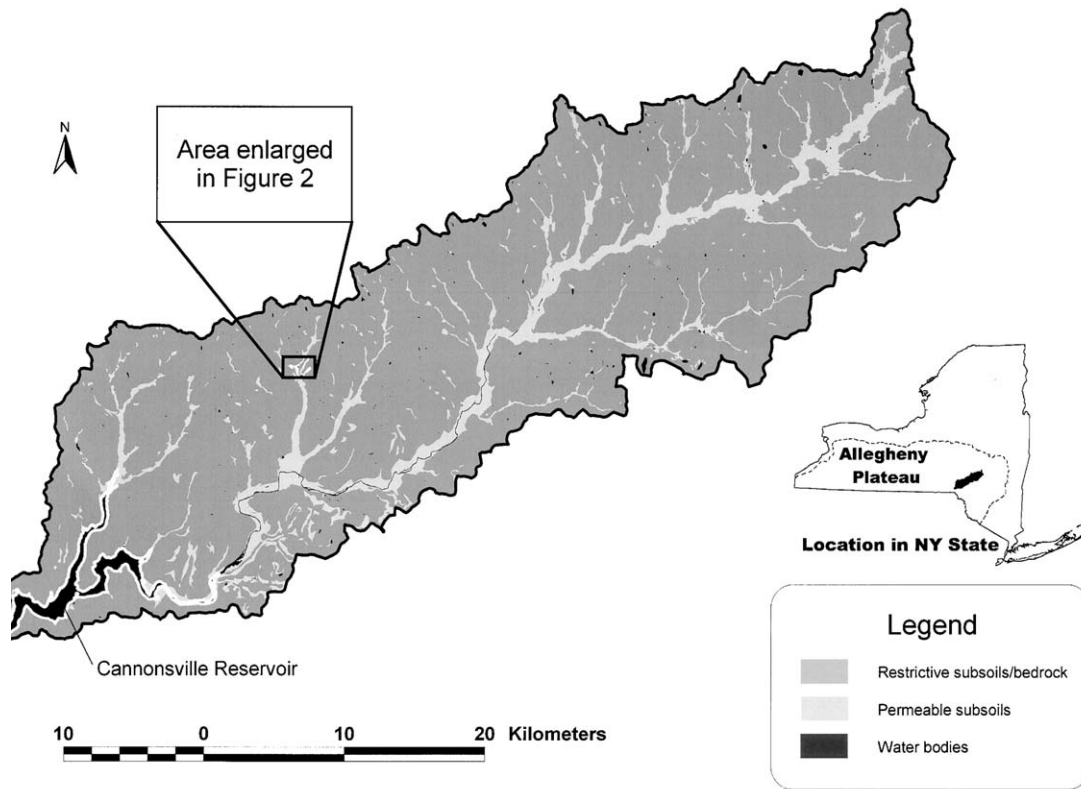 N
Area enlarged
in Figure 2
Cannonsville Reservoir
10 0 10 20 Kilometers
Allegheny
Plateau
Location in NY State
Legend
Restrictive subsoils/bedrock
Permeable subsoils
Water bodies